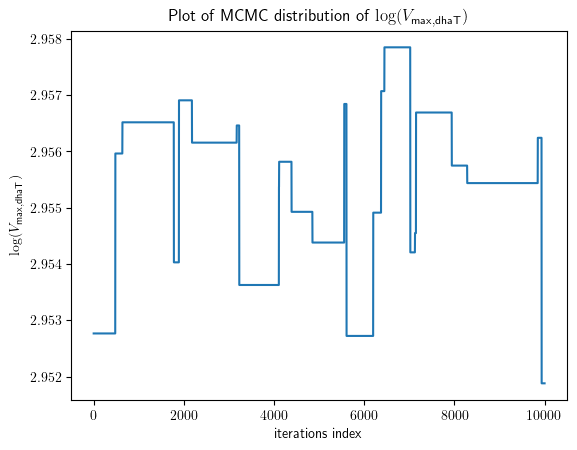 Plot of MCMC distribution of log(V_max,dhaT)
log(V_max,dhaT)
2.958
2.957
2.956
2.955
2.954
2.953
2.952
0 2000 4000 6000 8000 10000
iterations index